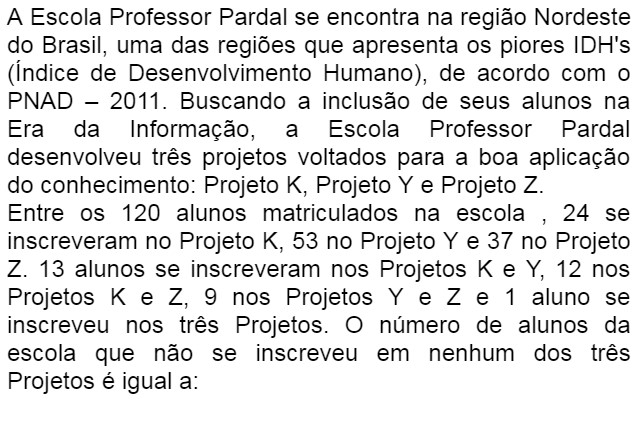 A Escola Professor Pardal se encontra na região Nordeste
do Brasil, uma das regiões que apresenta os piores IDH's
(Índice de Desenvolvimento Humano), de acordo com o
PNAD – 2011. Buscando a inclusão de seus alunos na
Era da Informação, a Escola Professor Pardal
desenvolveu três projetos voltados para a boa aplicação
do conhecimento: Projeto K, Projeto Y e Projeto Z.
Entre os 120 alunos matriculados na escola , 24 se
inscreveram no Projeto K, 53 no Projeto Y e 37 no Projeto
Z. 13 alunos se inscreveram nos Projetos K e Y, 12 nos
Projetos K e Z, 9 nos Projetos Y e Z e 1 aluno se
inscreveu nos três Projetos. O número de alunos da
escola que não se inscreveu em nenhum dos três
Projetos é igual a: